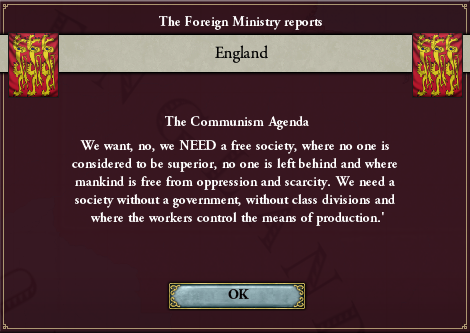 The Foreign Ministry reports
England
The Communism Agenda
We want, no, we NEED a free society, where no one is
considered to be superior, no one is left behind and where
mankind is free from oppression and scarcity. We need a
society without a government, without class divisions and
where the workers control the means of production.'
OK